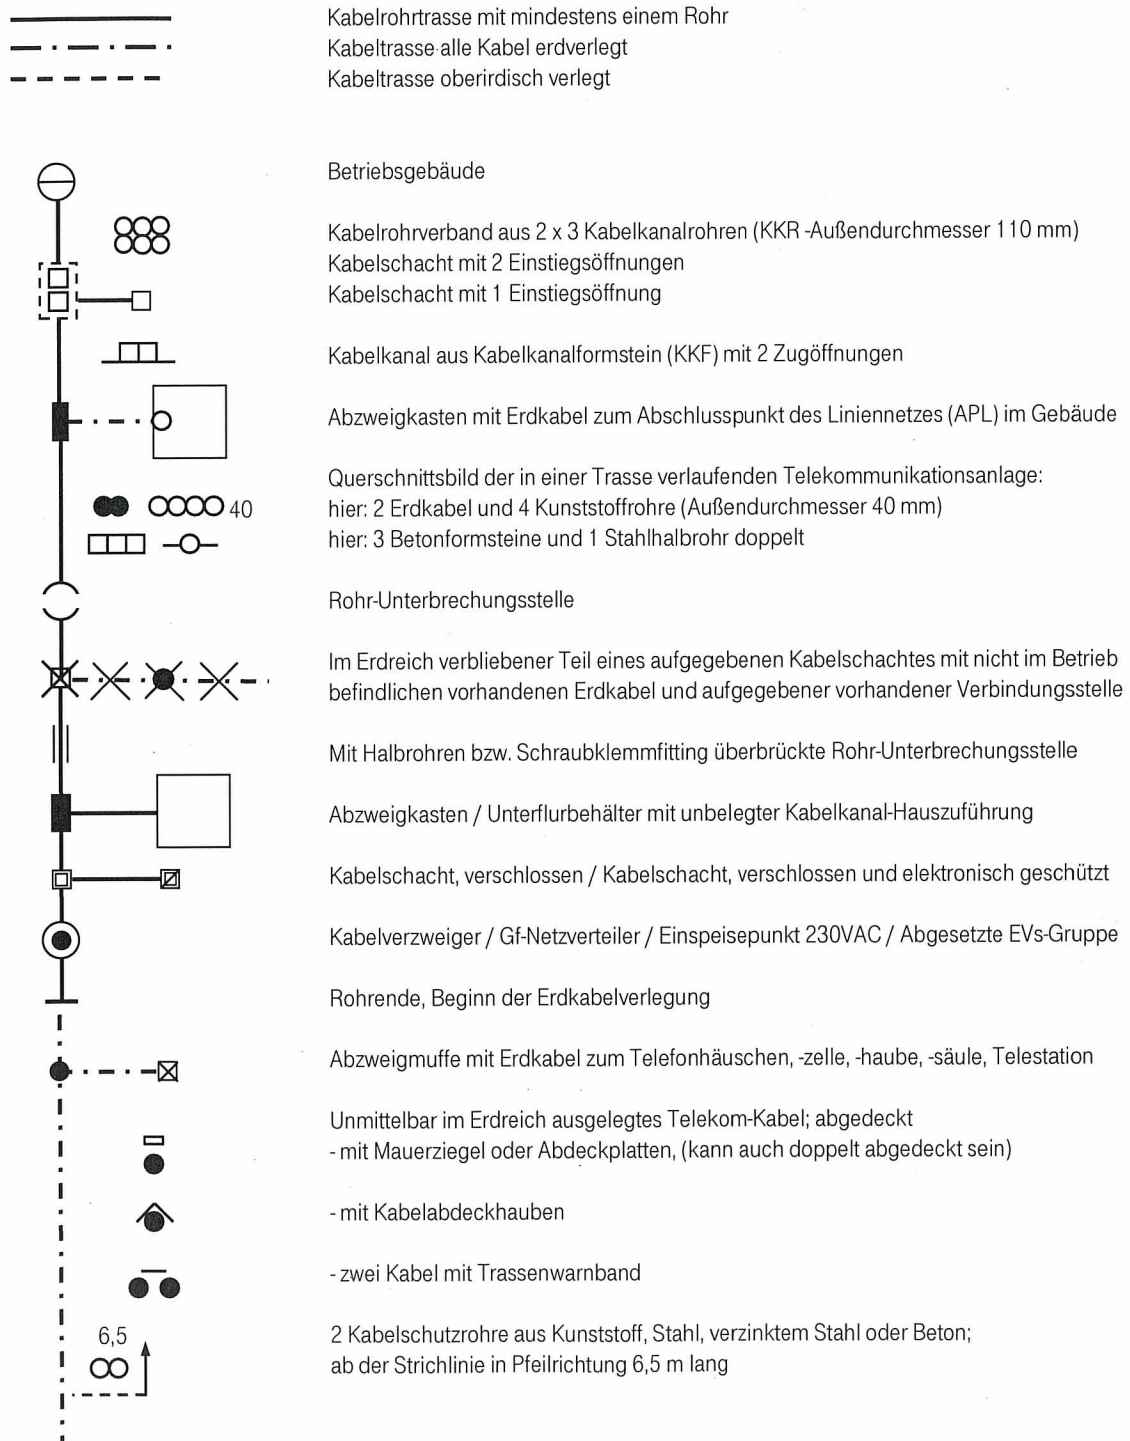 Kabelrohrtrasse mit mindestens einem Rohr
Kabeltrasse alle Kabel erdverlegt
Kabeltrasse oberirdisch verlegt
Betriebsgebäude
Kabelrohrverband aus 2 x 3 Kabelkanalrohren (KKR -Außendurchmesser 110 mm)
Kabelschacht mit 2 Einstiegsöffnungen
Kabelschacht mit 1 Einstiegsöffnung
Kabelkanal aus Kabelkanalformstein (KKF) mit 2 Zugöffnungen
Abzweigkasten mit Erdkabel zum Abschlusspunkt des Liniennetzes (APL) im Gebäude
Querschnittsbild der in einer Trasse verlaufenden Telekommunikationsanlage:
40 hier: 2 Erdkabel und 4 Kunststoffrohre (Außendurchmesser 40 mm)
hier: 3 Betonformsteine und 1 Stahlhalbrohr doppelt
Rohr-Unterbrechungsstelle
Im Erdreich verbliebener Teil eines aufgegebenen Kabelschachtes mit nicht im Betrieb
befindlichen vorhandenen Erdkabel und aufgegebener vorhandener Verbindungsstelle
Mit Halbrohren bzw. Schraubklemmfitting überbrückte Rohr-Unterbrechungsstelle
Abzweigkasten / Unterflurbehälter mit unbelegter Kabelkanal-Hauszuführung
Kabelschacht, verschlossen / Kabelschacht, verschlossen und elektronisch geschützt
Kabelverzweiger / Gf-Netzverteiler / Einspeisepunkt 230VAC / Abgesetzte EVs-Gruppe
Rohrende, Beginn der Erdkabelverlegung
Abzweigmuffe mit Erdkabel zum Telefonhäuschen, -zelle, -haube, -säule, Telestation
Unmittelbar im Erdreich ausgelegtes Telekom-Kabel; abgedeckt
- mit Mauerziegel oder Abdeckplatten, (kann auch doppelt abgedeckt sein)
- mit Kabelabdeckhauben
- zwei Kabel mit Trassenwarnband
6,5 2 Kabelschutzrohre aus Kunststoff, Stahl, verzinktem Stahl oder Beton;
ab der Strichlinie in Pfeilrichtung 6,5 m lang